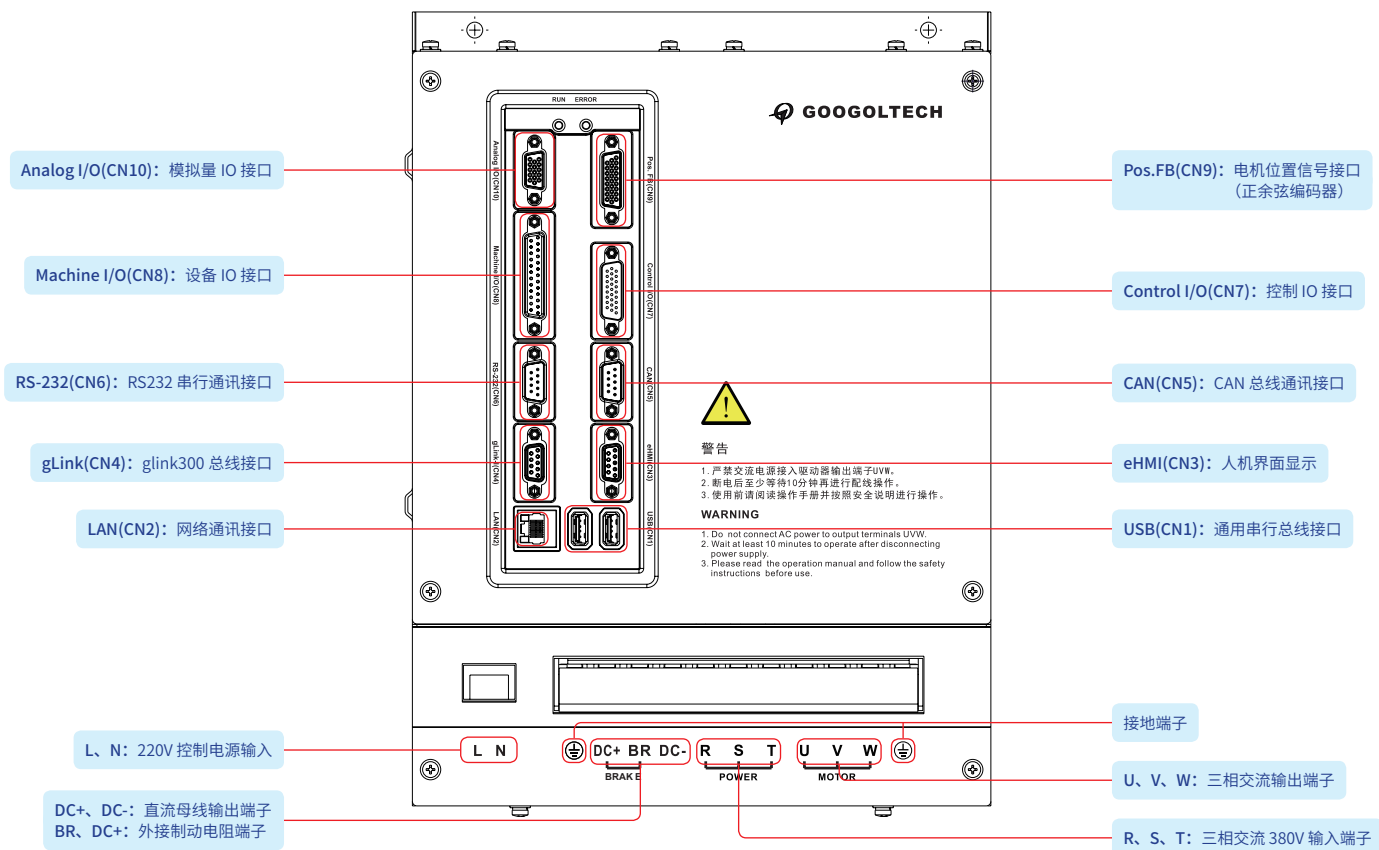 RUN ERROR
GOOGOLTECH
Analog I/O(CN10)
Pos. FB(CN9)
Machine I/O(CN8)
Control I/O(CN7)
RS-232(CN6)
CAN(CN5)
gLink(CN4)
eHMI(CN3)
LAN(CN2)
USB(CN1)
Analog I/O(CN10)：模拟量 IO 接口
Machine I/O(CN8)：设备 IO 接口
RS-232(CN6)：RS232 串行通讯接口
gLink(CN4)：glink300 总线接口
LAN(CN2)：网络通讯接口
L、N：220V 控制电源输入
DC+、DC-：直流母线输出端子
BR、DC+：外接制动电阻端子
Pos.FB(CN9)：电机位置信号接口
（正余弦编码器）
Control I/O(CN7)：控制 IO 接口
CAN(CN5)：CAN 总线通讯接口
eHMI(CN3)：人机界面显示
USB(CN1)：通用串行总线接口
接地端子
U、V、W：三相交流输出端子
R、S、T：三相交流 380V 输入端子
警告
1. 严禁交流电源接入驱动器输出端子UVW。
2. 断电后至少等待10分钟再进行配线操作。
3. 使用前请阅读操作手册并按照安全说明进行操作。
WARNING
1. Do not connect AC power to output terminals UVW.
2. Wait at least 10 minutes to operate after disconnecting
power supply.
3. Please read the operation manual and follow the safety
instructions before use.
L N
DC+ BR DC-
R S T
U V W
BRAKE
POWER
MOTOR